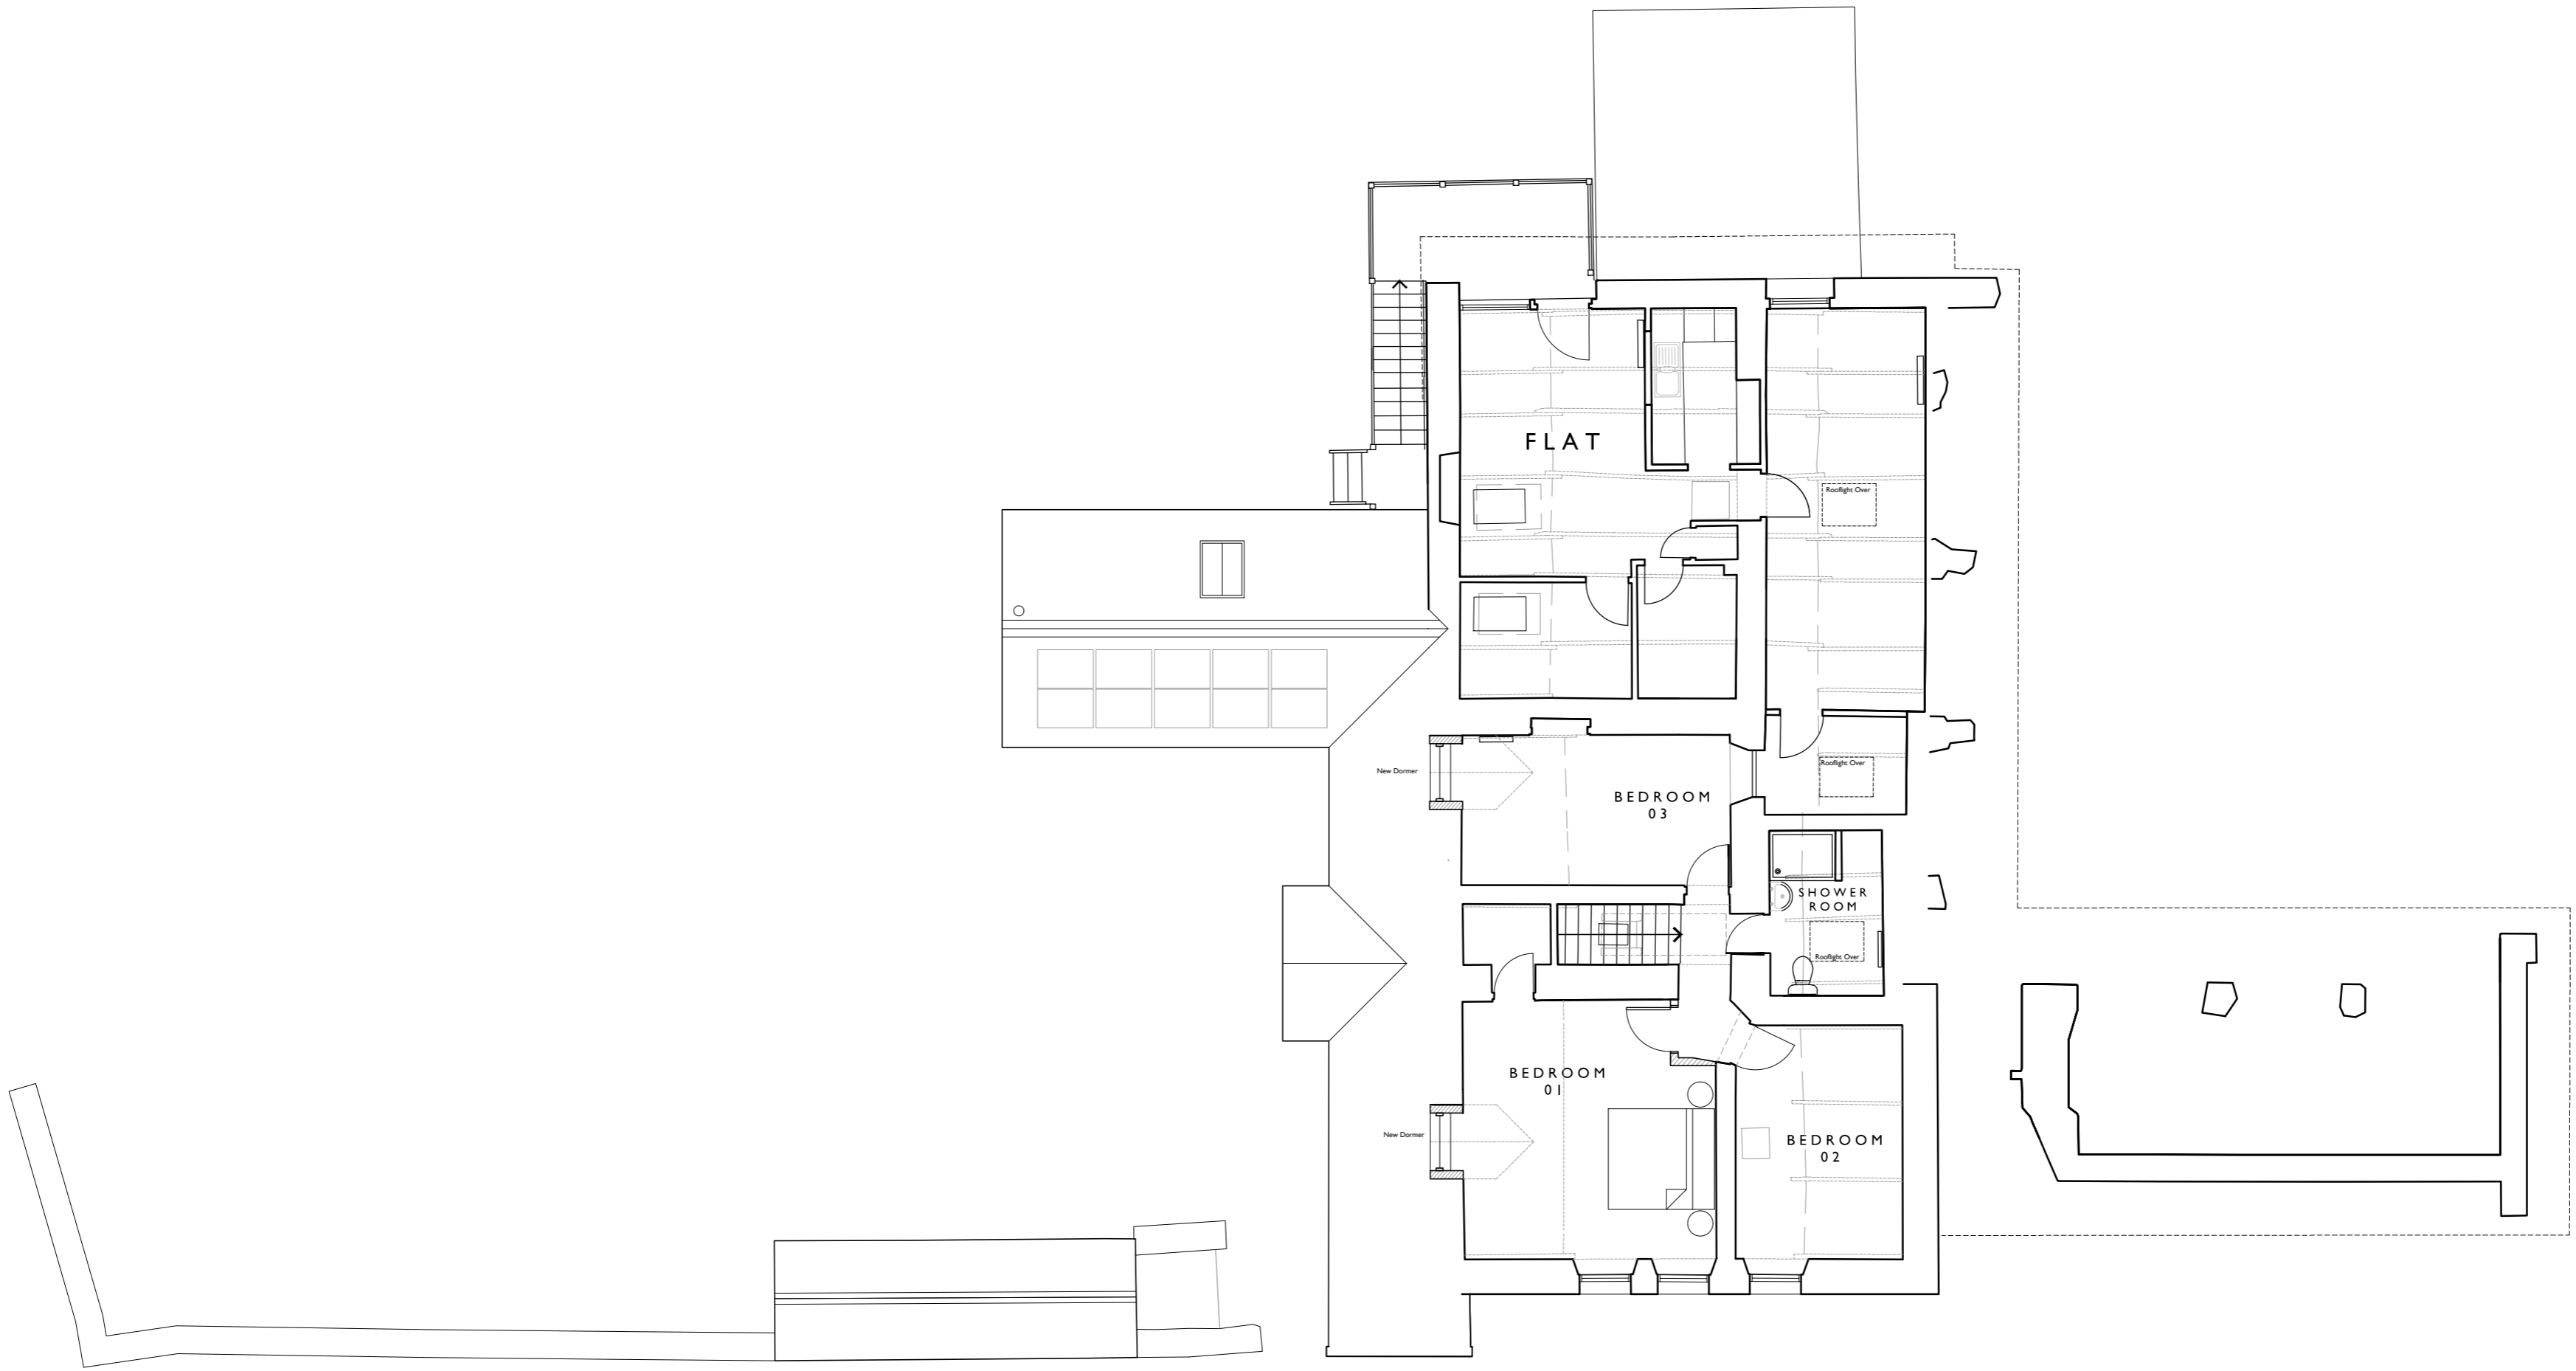 FLAT
Rooflight Over
Rooflight Over
New Dormer
BEDROOM
03
SHOWER
ROOM
Rooflight Over
BEDROOM
01
New Dormer
BEDROOM
02